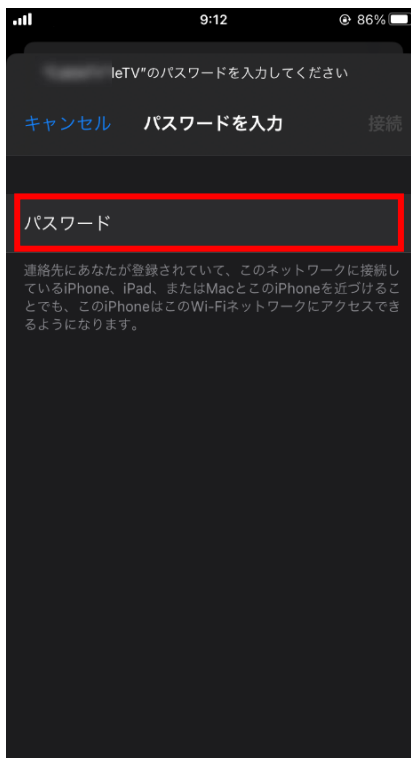 9:12
86%
leTV"のパスワードを入力してください
キャンセル
パスワードを入力
接続
パスワード
連絡先にあなたが登録されていて、このネットワークに接続し
ているiPhone、iPad、またはMacとこのiPhoneを近づけるこ
とでも、このiPhoneはこのWi-Fiネットワークにアクセスでき
るようになります。